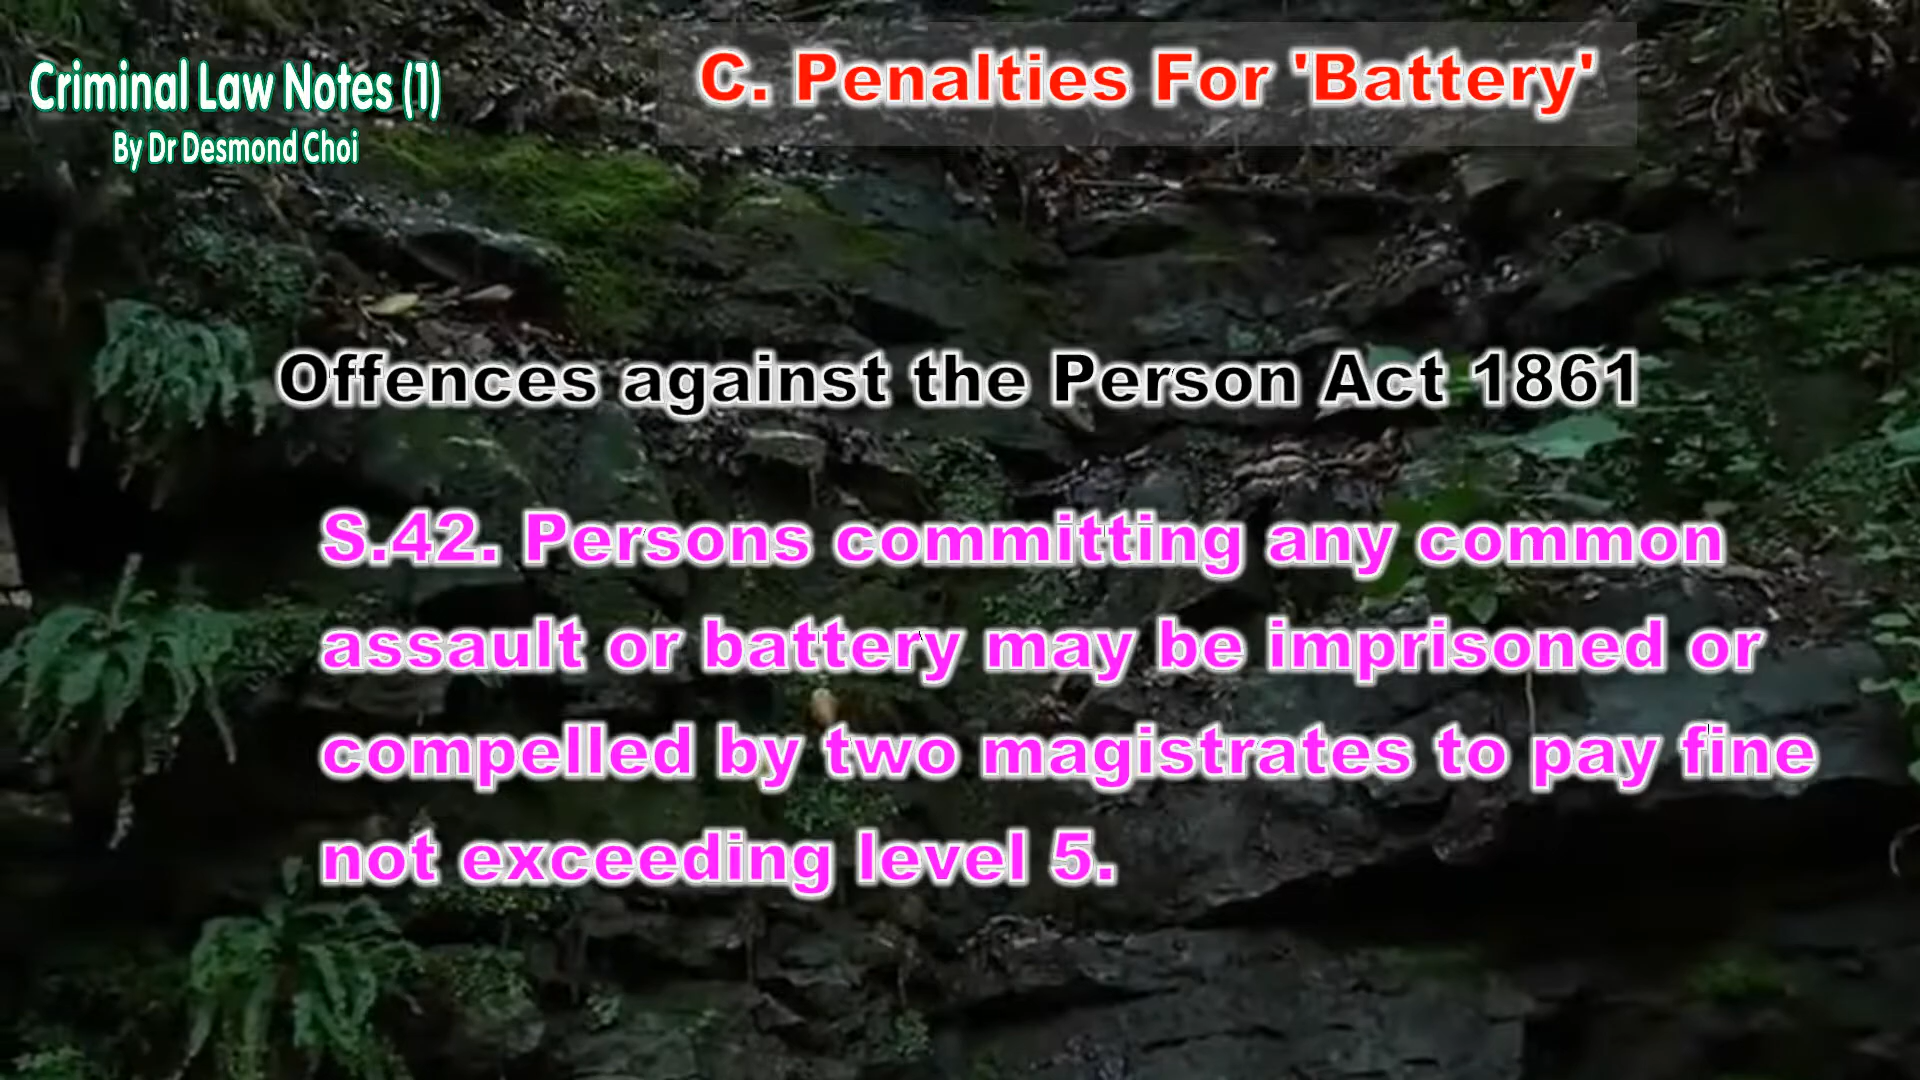 Criminal Law Notes (1)
By Dr Desmond Choi
C. Penalties For 'Battery'
Offences against the Person Act 1861
S.42. Persons committing any common
assault or battery may be imprisoned or
compelled by two magistrates to pay fine
not exceeding level 5.